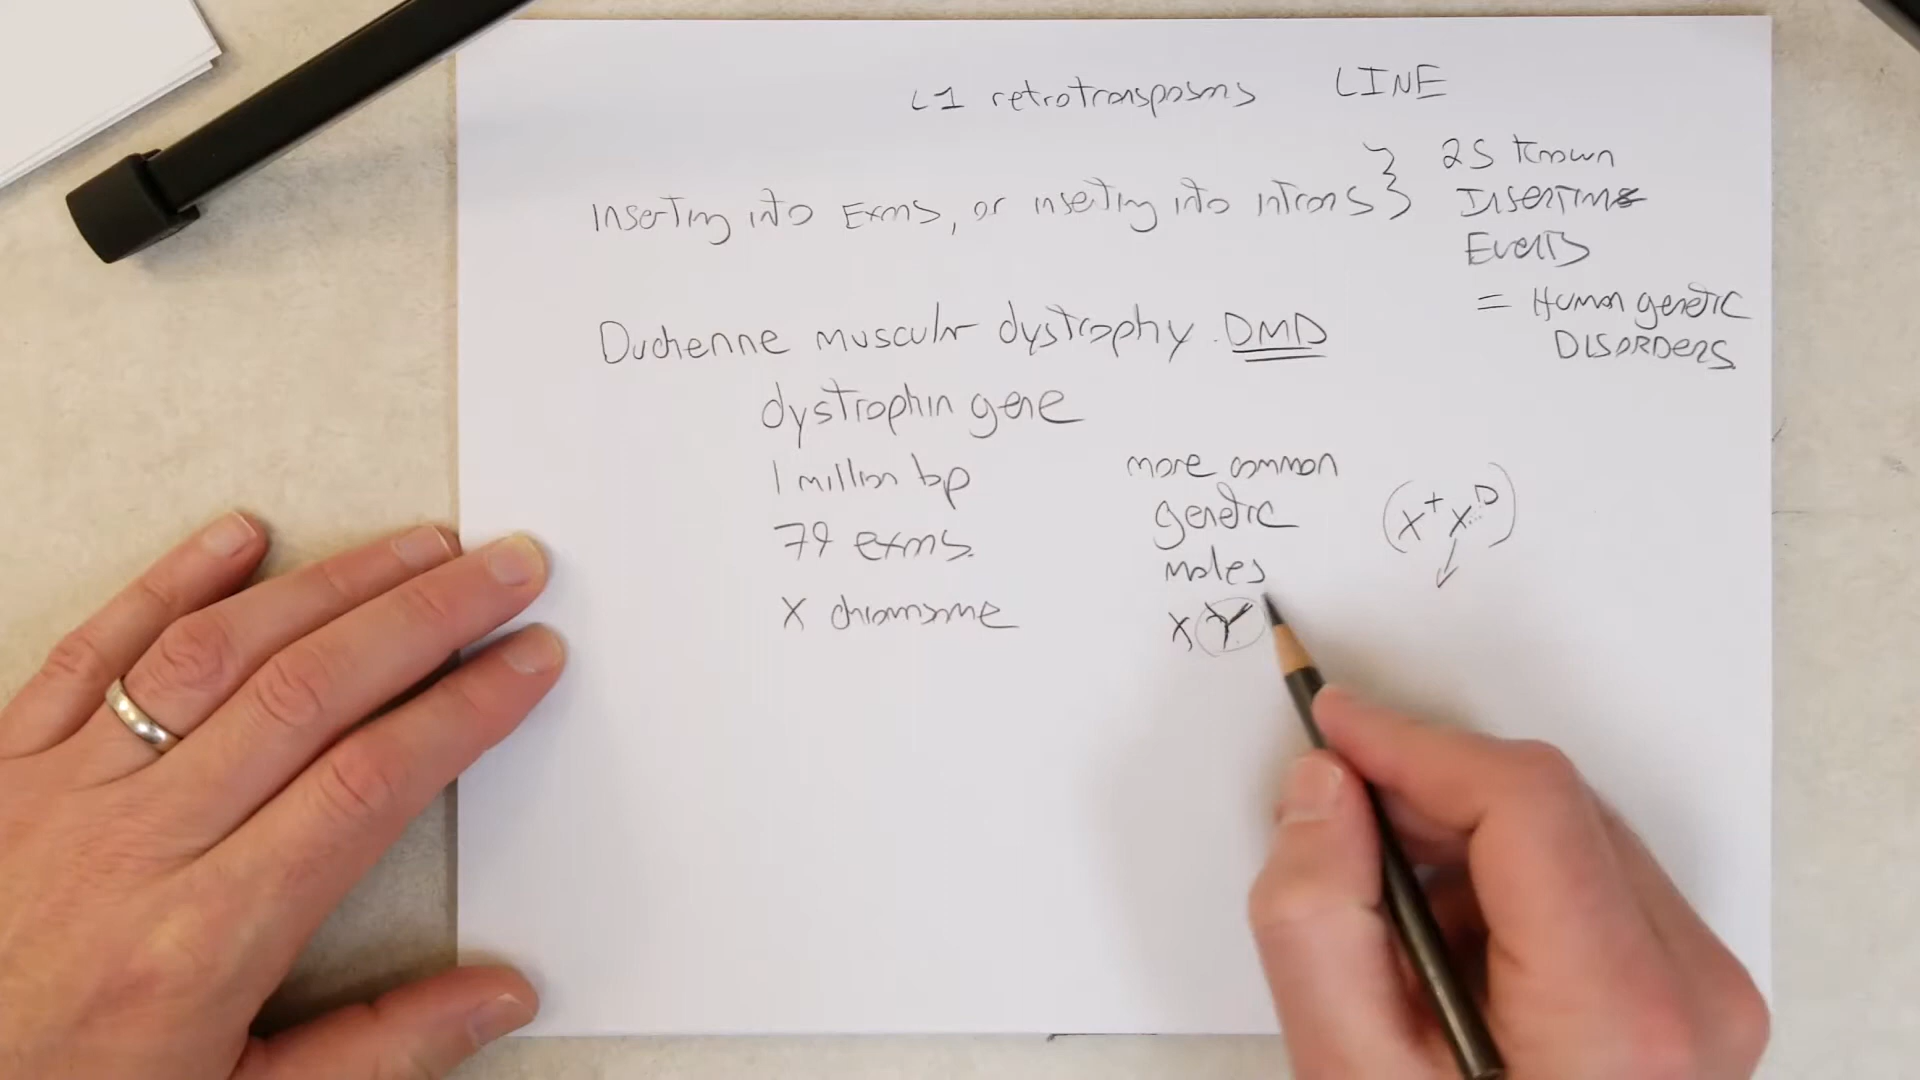 L1 retrotransposons LINE
Inserting into Exons, or inserting into introns } 25 known
Insertions
Events
= Human genetic
DISORDERS
Duchenne muscular dystrophy. DMD
dystrophin gene
1 million bp
79 exons.
X chromosome
more common
genetic
males
X, Y
(X+ XD)